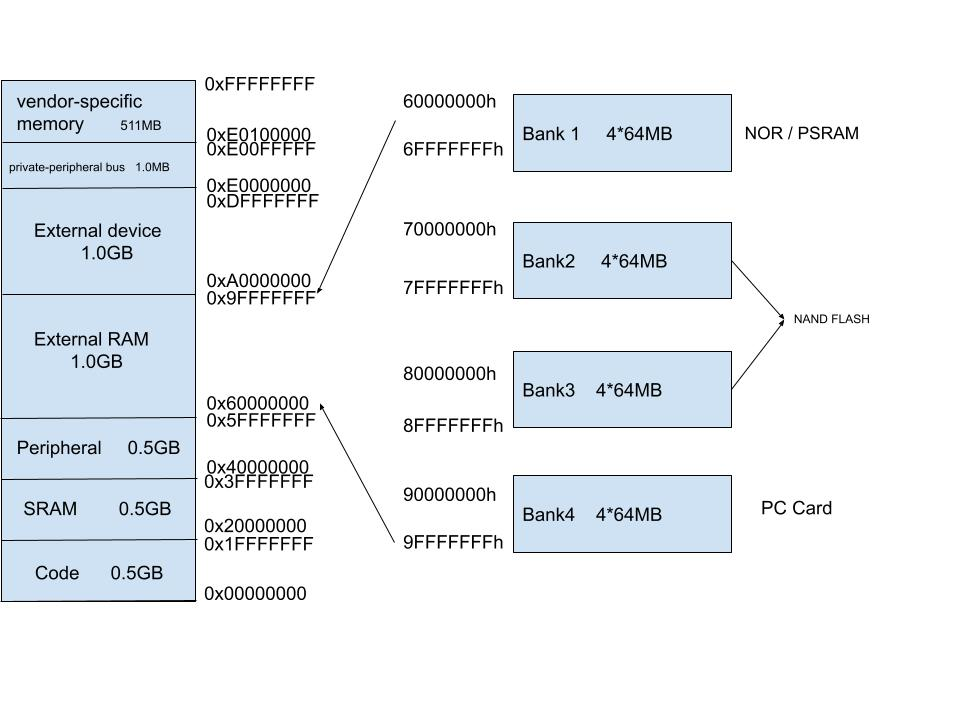 vendor-specific
memory 511MB
private-peripheral bus 1.0MB
External device
1.0GB
External RAM
1.0GB
Peripheral 0.5GB
SRAM 0.5GB
Code 0.5GB
0xFFFFFFFF
0xE0100000
0xE00FFFFF
0xE0000000
0xDFFFFFFF
0xA0000000
0x9FFFFFFF
0x60000000
0x5FFFFFFF
0x40000000
0x3FFFFFFF
0x20000000
0x1FFFFFFF
0x00000000
60000000h
6FFFFFFFh
70000000h
7FFFFFFFh
80000000h
8FFFFFFFh
90000000h
9FFFFFFFh
Bank 1 4*64MB
Bank2 4*64MB
Bank3 4*64MB
Bank4 4*64MB
NOR / PSRAM
NAND FLASH
PC Card